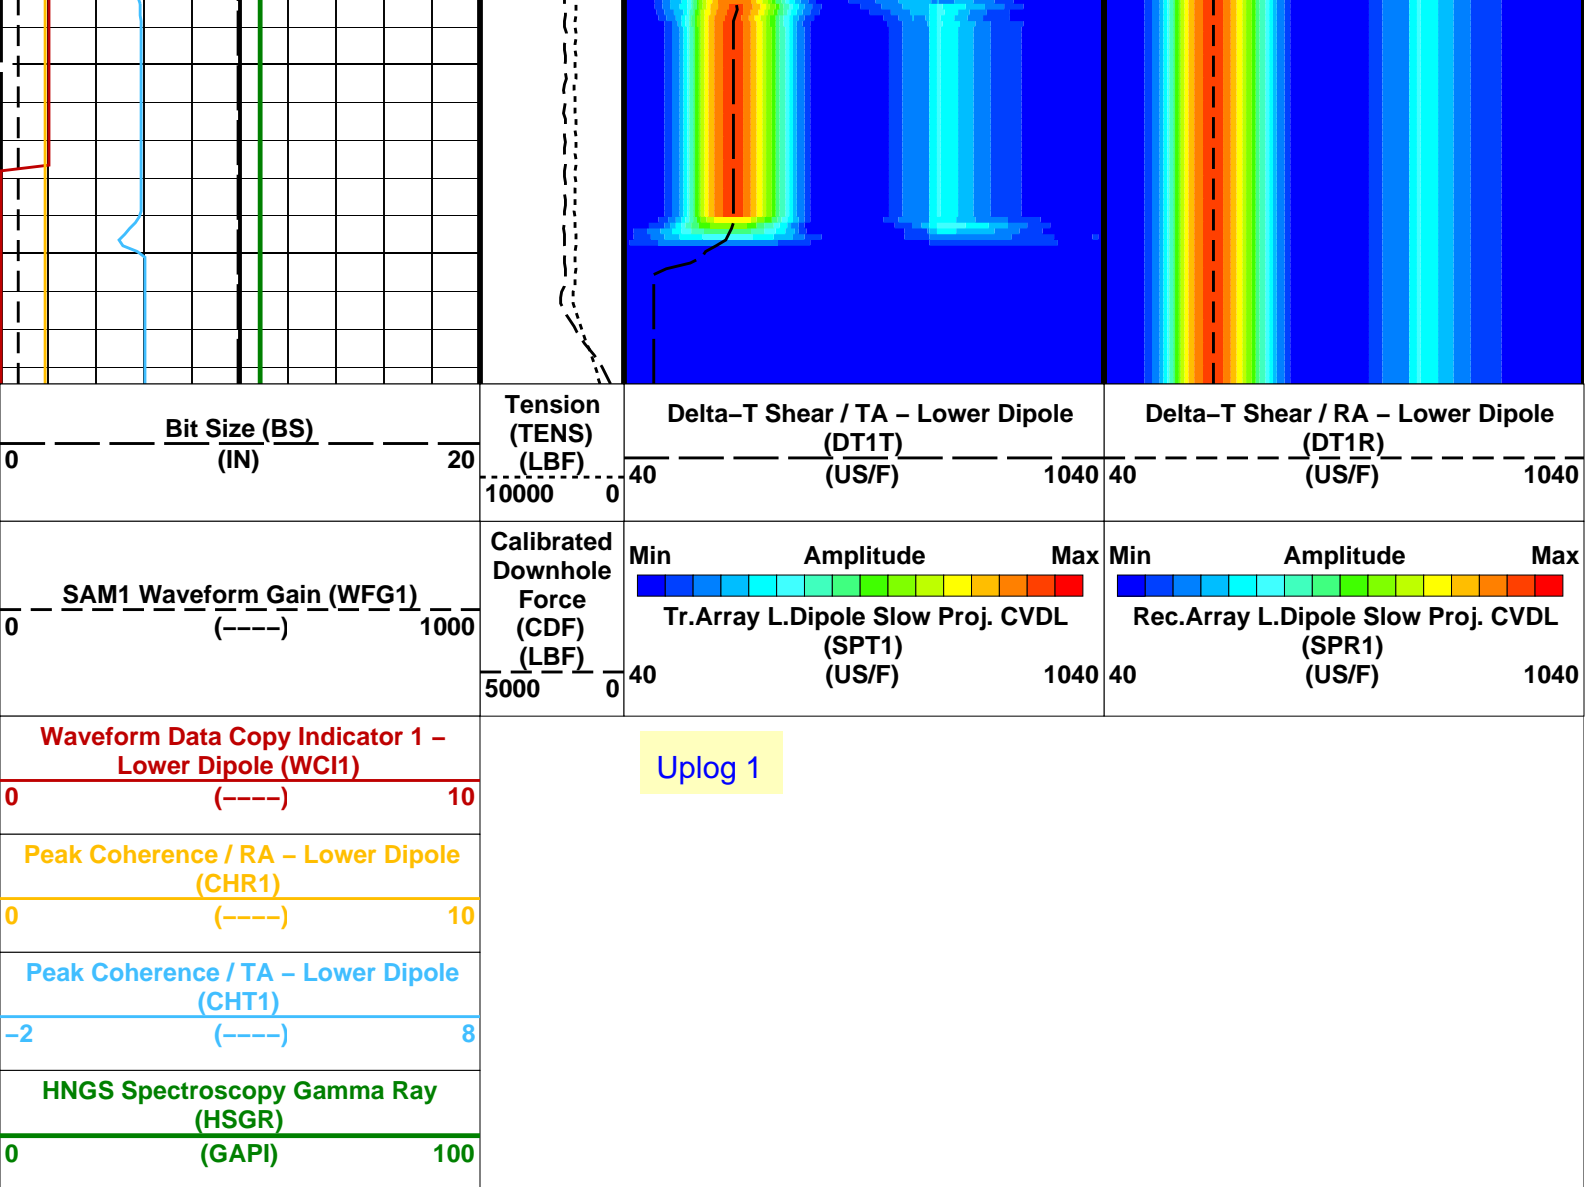 Bit Size (BS)
0 (IN) 20
Tension
(TENS)
(LBF)
10000 0
Delta–T Shear / TA – Lower Dipole
(DT1T)
40 (US/F) 1040
Delta–T Shear / RA – Lower Dipole
(DT1R)
40 (US/F) 1040
SAM1 Waveform Gain (WFG1)
0 (––––) 1000
Calibrated
Downhole
Force
(CDF)
(LBF)
5000 0
Min Amplitude Max
Tr.Array L.Dipole Slow Proj. CVDL
(SPT1)
40 (US/F) 1040
Min Amplitude Max
Rec.Array L.Dipole Slow Proj. CVDL
(SPR1)
40 (US/F) 1040
Waveform Data Copy Indicator 1 –
Lower Dipole (WCI1)
0 (––––) 10
Uplog 1
Peak Coherence / RA – Lower Dipole
(CHR1)
0 (––––) 10
Peak Coherence / TA – Lower Dipole
(CHT1)
–2 (––––) 8
HNGS Spectroscopy Gamma Ray
(HSGR)
0 (GAPI) 100